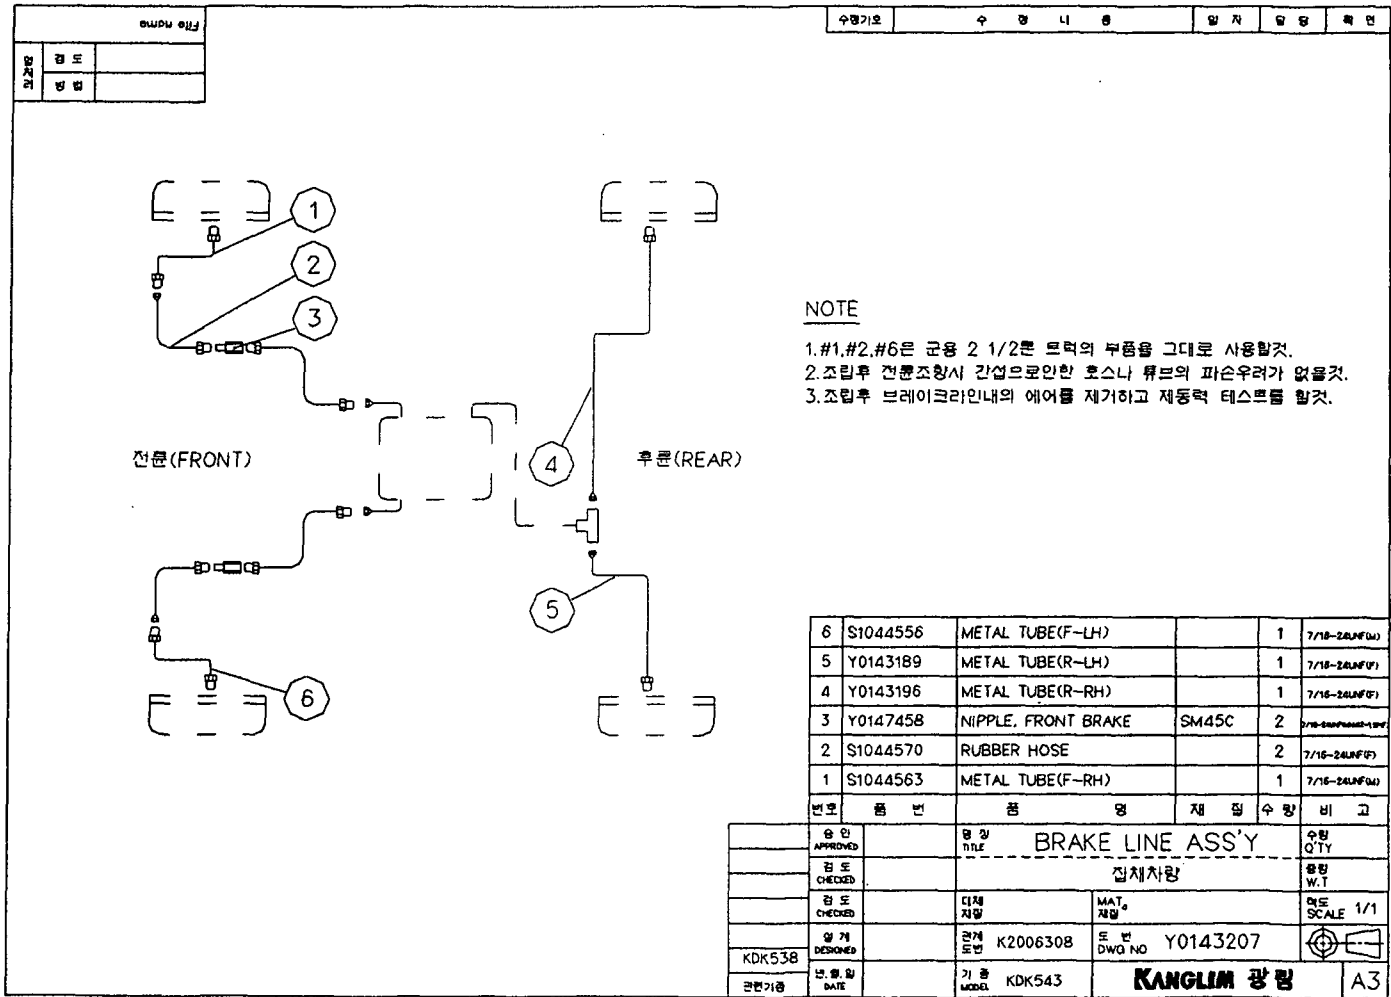 File name
수정기호 수 정 내 용 일 자 담 당 확 인
검 도
1
2
3
4
5
6
전륜(FRONT)
후륜(REAR)
NOTE
1.#1,#2,#6은 군용 2 1/2톤 트럭의 부품을 그대로 사용할것.
2.조립후 전륜조향시 간섭으로인한 호스나 튜브의 파손우려가 없을것.
3.조립후 브레이크라인내의 에어를 제거하고 제동력 테스트를 할것.
6 S1044556 METAL TUBE(F-LH) 1 7/16-24UNF(M)
5 Y0143189 METAL TUBE(R-LH) 1 7/16-24UNF(F)
4 Y0143196 METAL TUBE(R-RH) 1 7/16-24UNF(F)
3 Y0147458 NIPPLE, FRONT BRAKE SM45C 2
2 S1044570 RUBBER HOSE 2 7/16-24UNF(F)
1 S1044563 METAL TUBE(F-RH) 1 7/16-24UNF(M)
번호 품 번 품 명 재 질 수 량 비 고
승 인 APPROVED
명 칭 TITLE BRAKE LINE ASS'Y
수량 Q'TY
검 도 CHECKED
집채차량
중량 W.T
검 도 CHECKED
대체 재질
MAT. 재질
척도 SCALE 1/1
설 계 DESIGNED
관계 도번 K2006308
도 번 DWG NO Y0143207
KDK538
관련기종
년.월.일 DATE
기 종 MODEL KDK543
KANGLIM 광림
A3